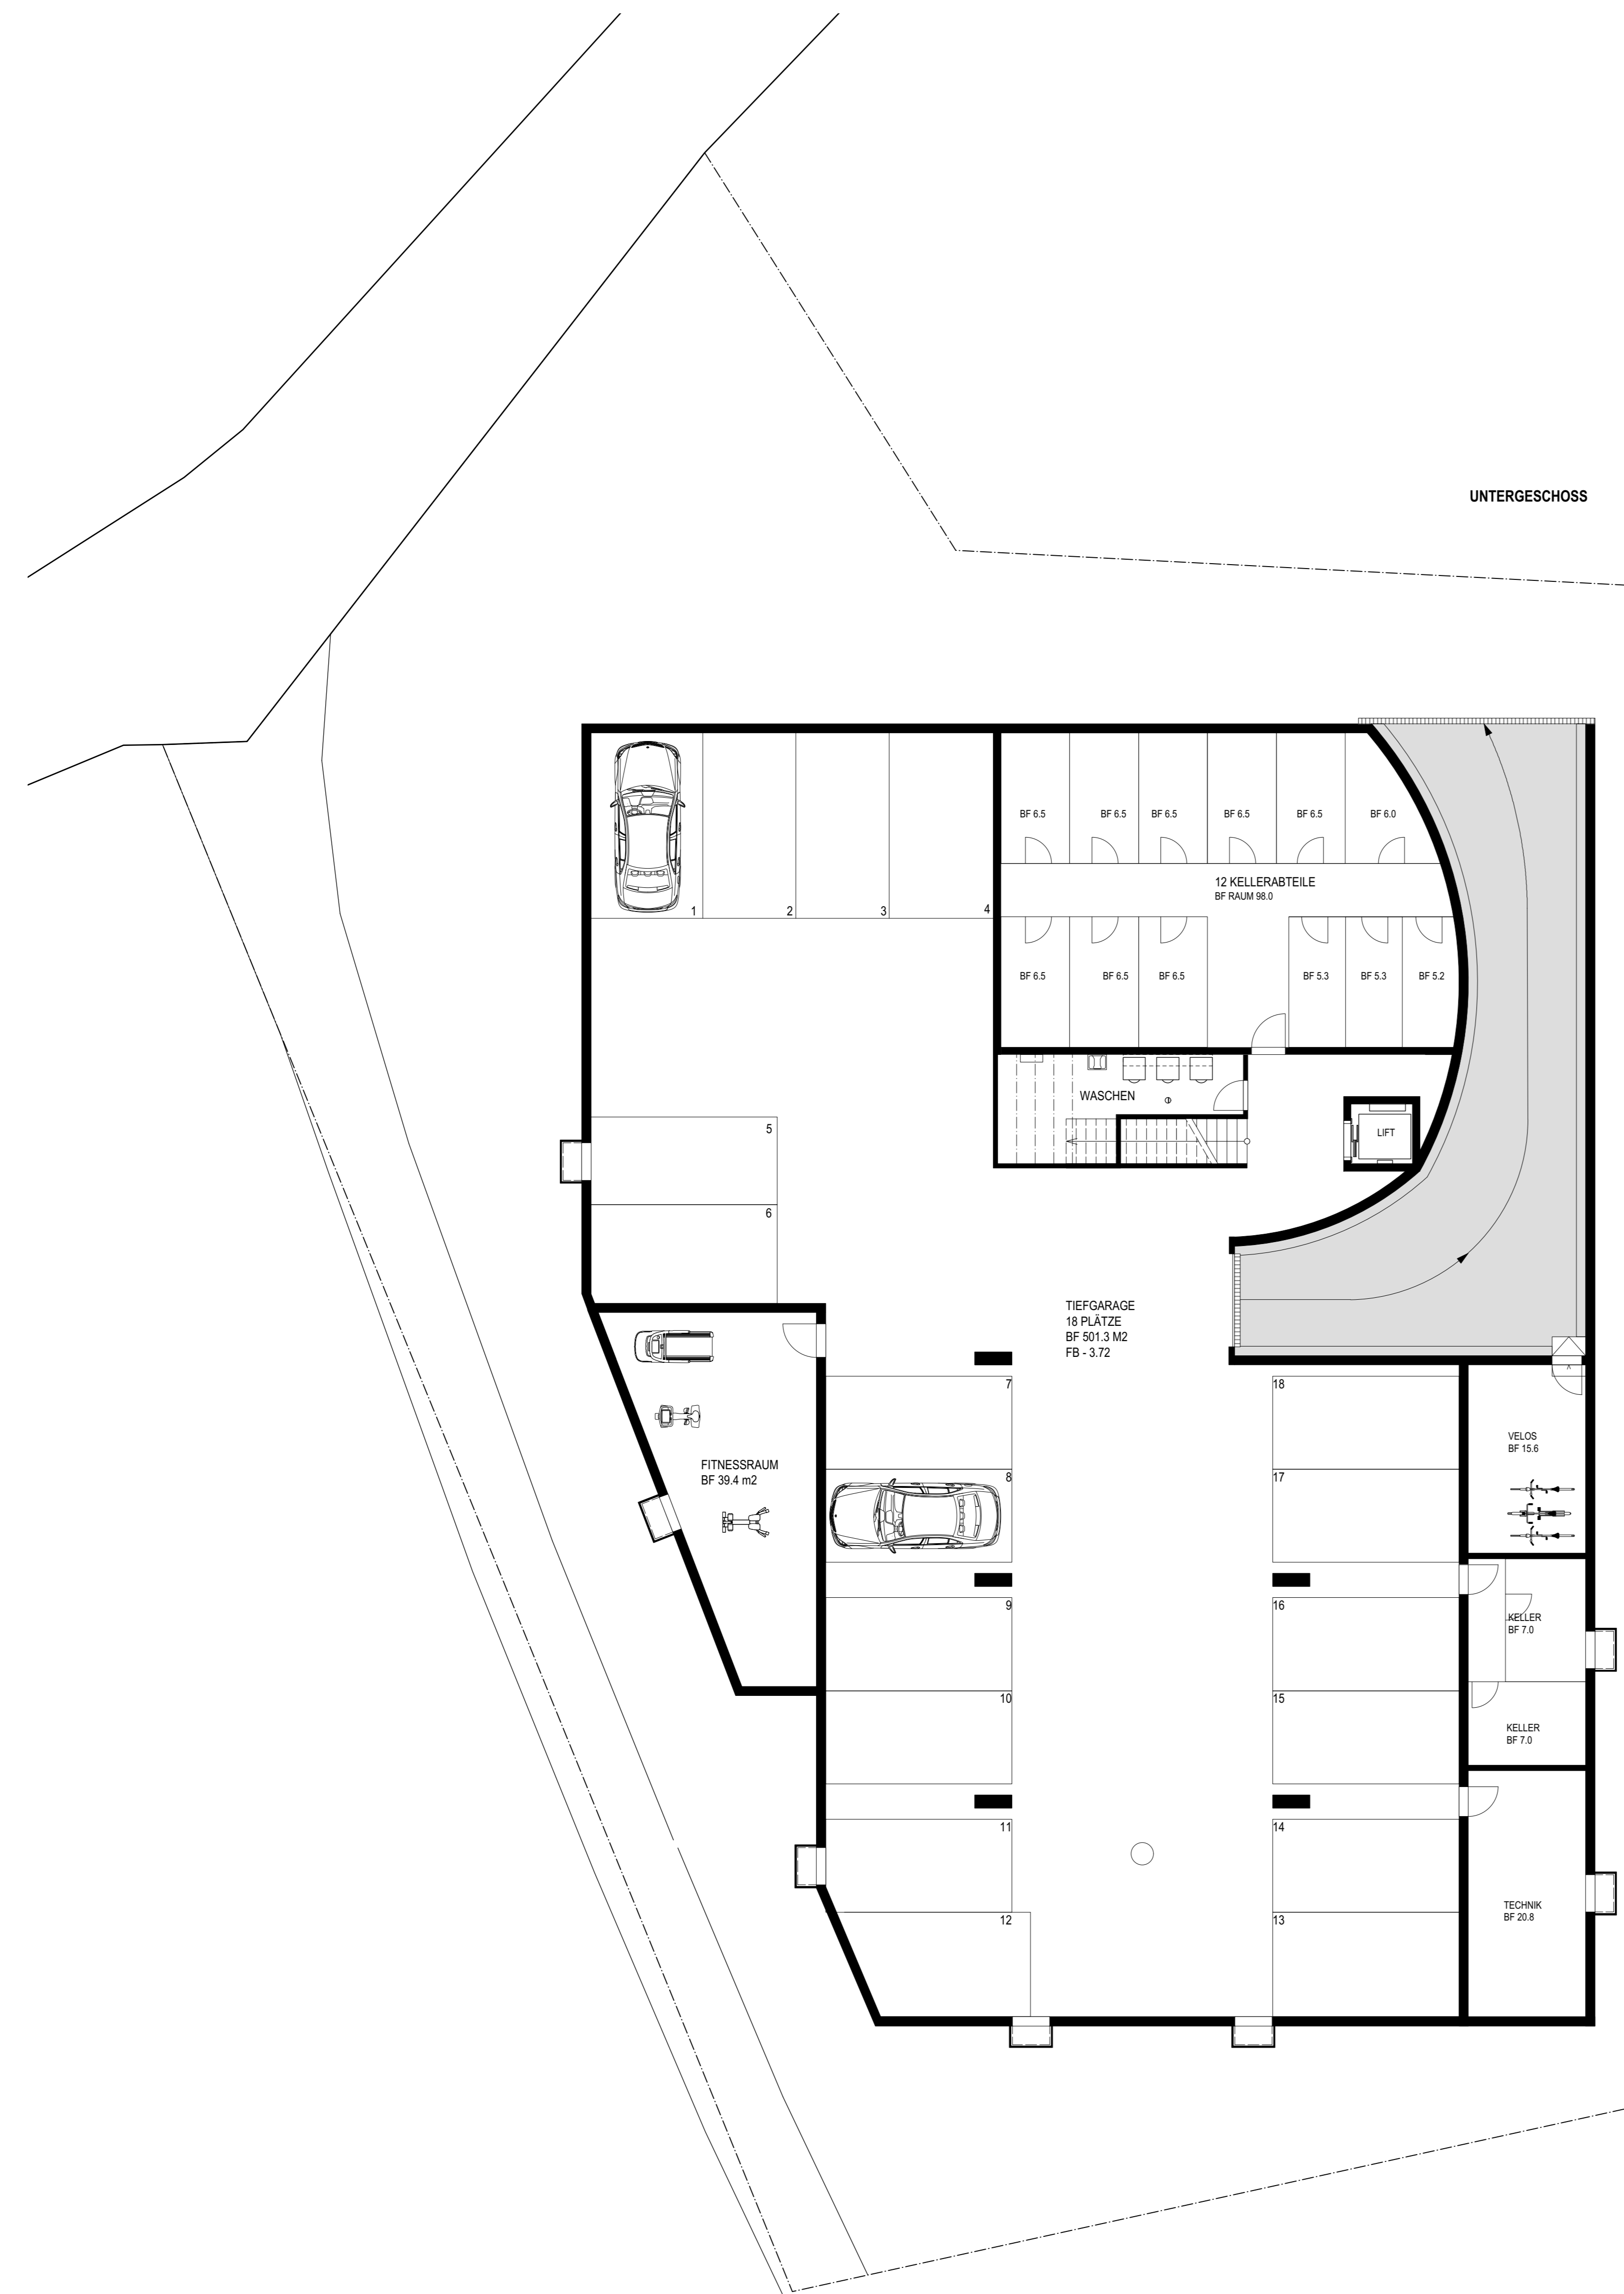 UNTERGESCHOSS
BF 6.5
BF 6.5
BF 6.5
BF 6.5
BF 6.5
BF 6.0
12 KELLERABTEILE
BF RAUM 98.0
1
2
3
4
BF 6.5
BF 6.5
BF 6.5
BF 5.3
BF 5.3
BF 5.2
WASCHEN
LIFT
5
6
TIEFGARAGE
18 PLÄTZE
BF 501.3 M2
FB - 3.72
7
18
VELOS
BF 15.6
FITNESSRAUM
BF 39.4 m2
8
17
9
16
KELLER
BF 7.0
10
15
KELLER
BF 7.0
11
14
TECHNIK
BF 20.8
12
13